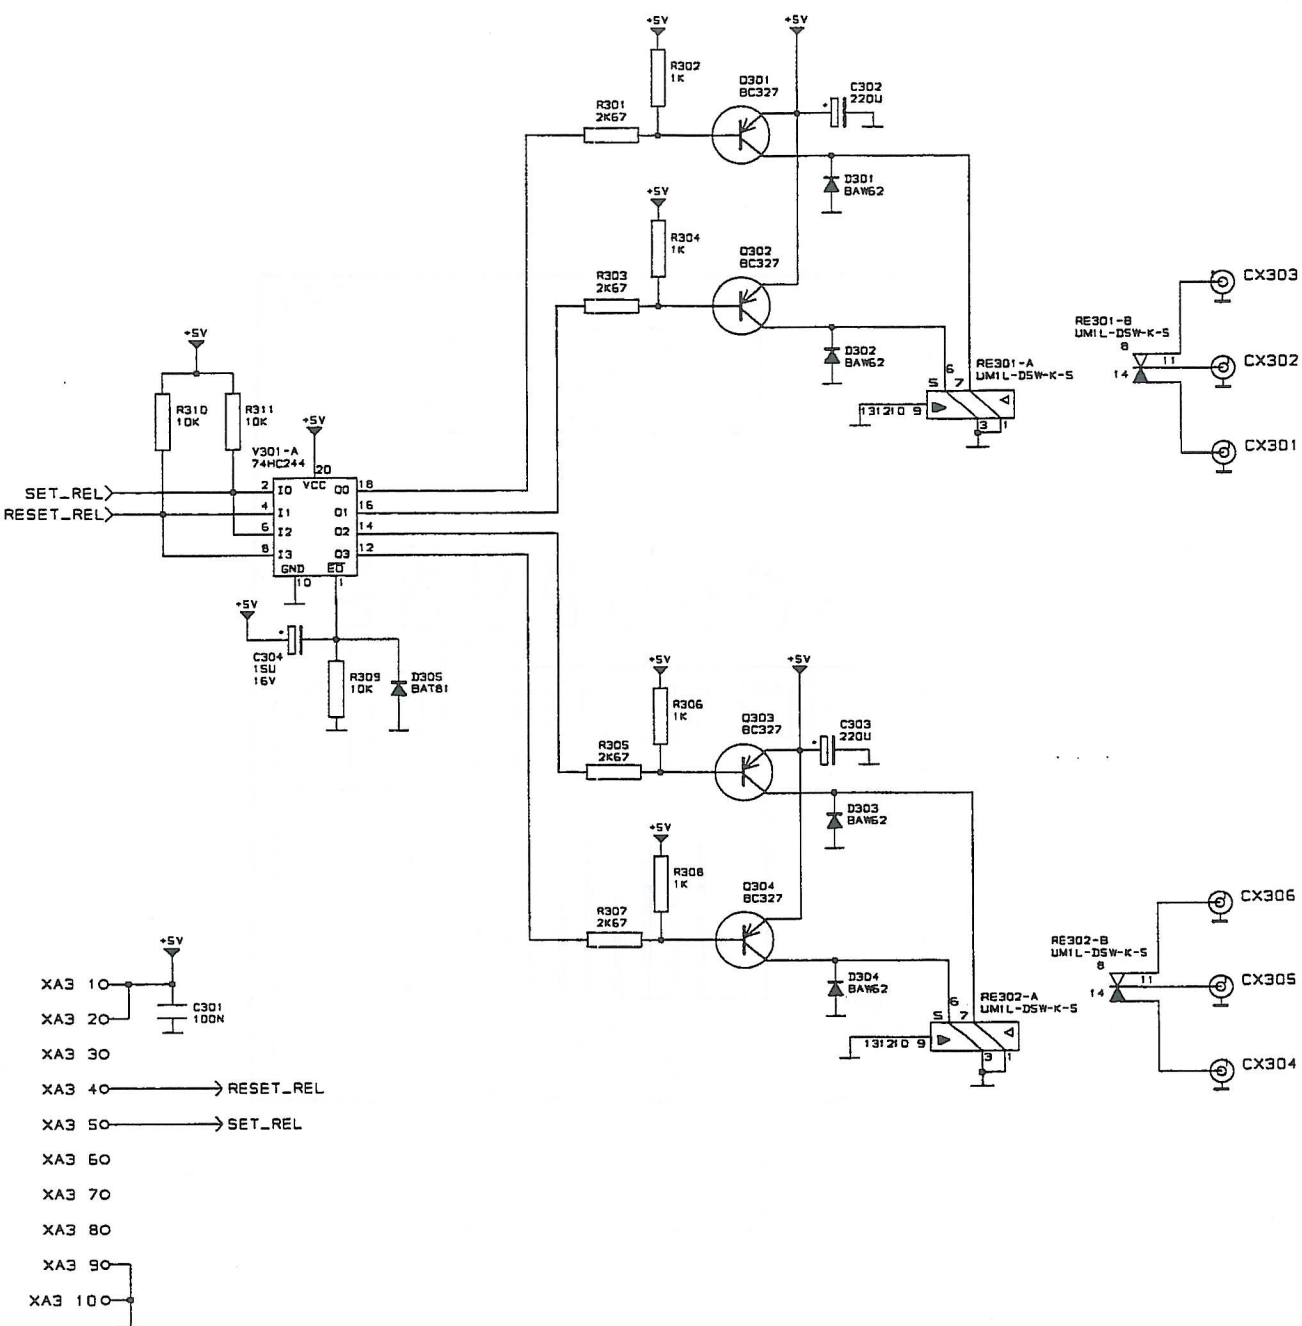 +5V
+5V
R302
1K
Q301
BC327
C302
220U
R301
2K67
D301
BAW62
+5V
R304
1K
Q302
BC327
R303
2K67
CX303
RE301-B
UM1L-DSW-K-S
8
11
14
CX302
D302
BAW62
RE301-A
UM1L-DSW-K-S
6
5 7
131210 9
3 1
CX301
+5V
R310
10K
R311
10K
+5V
V301-A
74HC244
20
VCC
SET_REL
2 I0 O0 18
RESET_REL
4 I1 O1 16
6 I2 O2 14
8 I3 O3 12
GND EO
10 1
+5V
C304
15U
16V
R309
10K
D305
BAT81
+5V
+5V
R306
1K
Q303
BC327
C303
220U
R305
2K67
D303
BAW62
+5V
R308
1K
Q304
BC327
R307
2K67
CX306
RE302-B
UM1L-DSW-K-S
8
11
14
CX305
D304
BAW62
RE302-A
UM1L-DSW-K-S
6
5 7
131210 9
3 1
CX304
+5V
XA3 1
C301
100N
XA3 2
XA3 3
XA3 4 RESET_REL
XA3 5 SET_REL
XA3 6
XA3 7
XA3 8
XA3 9
XA3 10